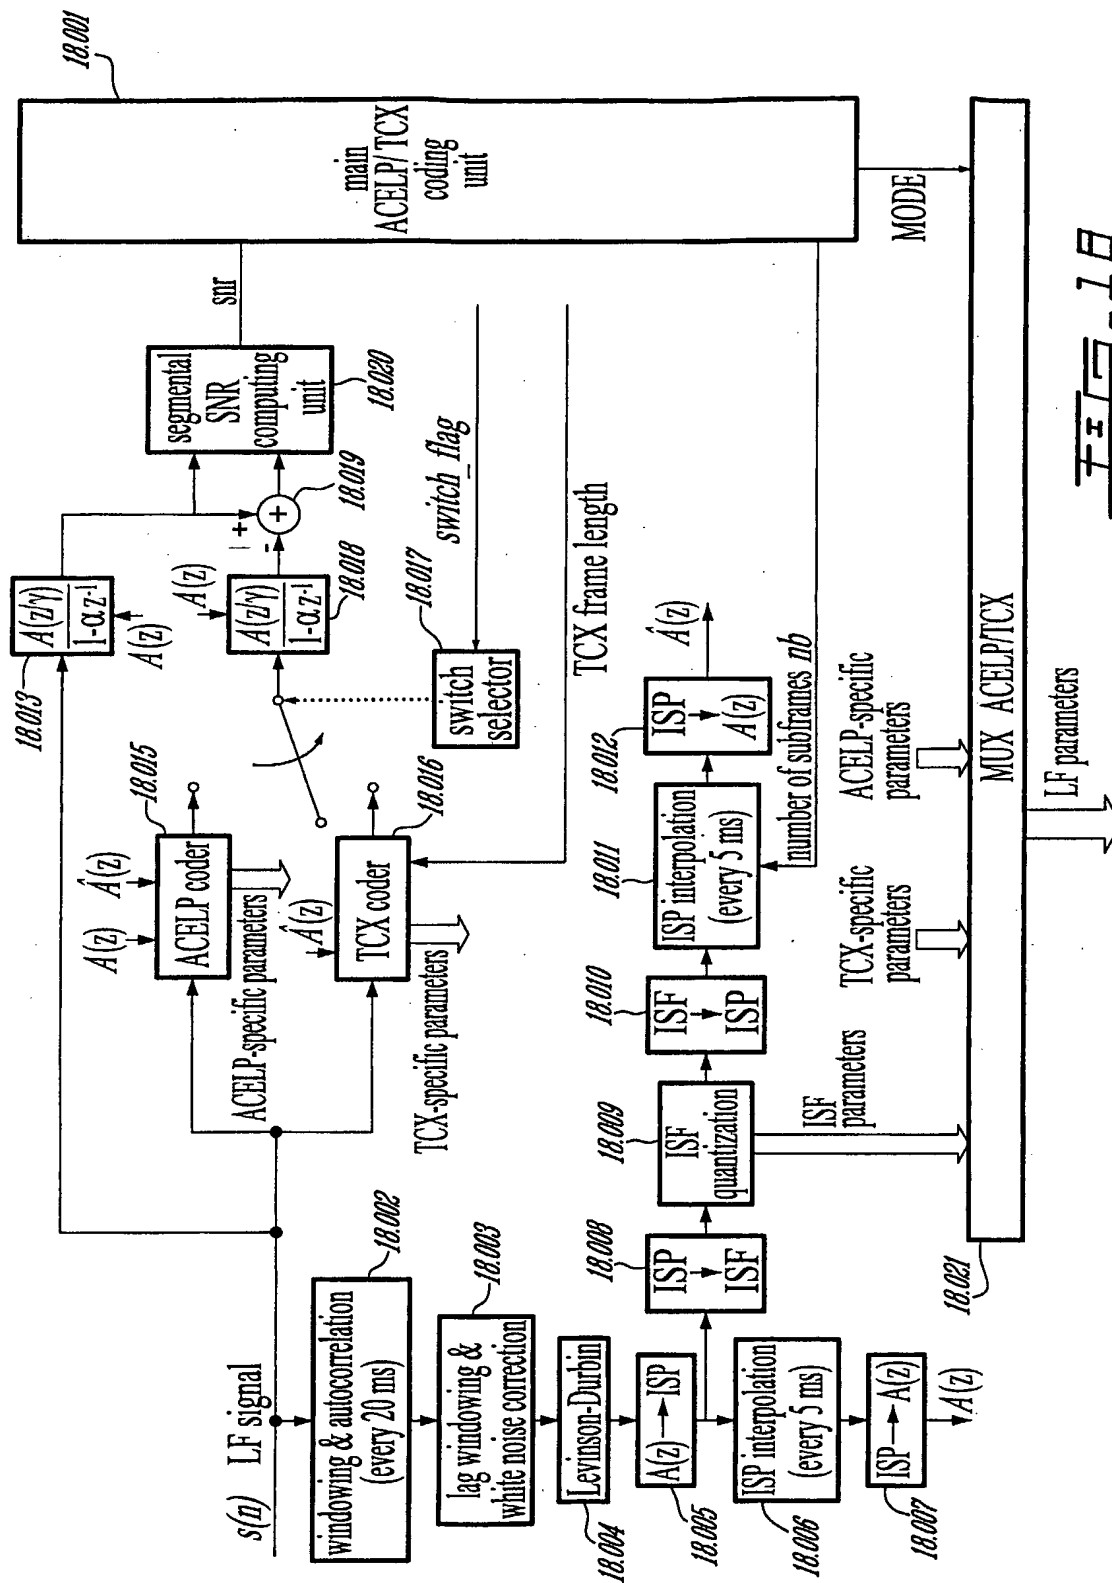 s(n) LF signal
windowing & autocorrelation
(every 20 ms)
18.002
lag windowing &
white noise correction
18.003
Levinson-Durbin
18.004
A(z) → ISP
18.005
ISP interpolation
(every 5 ms)
18.006
ISP → A(z)
18.007
A(z)
ISP → ISF
18.008
ISF
quantization
18.009
ISF
parameters
ISF → ISP
18.010
ISP interpolation
(every 5 ms)
18.011
ISP → A(z)
18.012
Â(z)
number of subframes nb
A(z/γ)
1-αz⁻¹
18.013
A(z)
A(z)
Â(z)
ACELP coder
18.015
ACELP-specific parameters
Â(z)
TCX coder
18.016
TCX-specific parameters
switch
selector
18.017
switch_flag
TCX frame length
A(z)
A(z/γ)
1-αz⁻¹
18.018
+
-
+
18.019
segmental
SNR
computing
unit
18.020
snr
main
ACELP/TCX
coding
unit
18.001
MODE
TCX-specific
parameters
ACELP-specific
parameters
MUX ACELP/TCX
18.021
LF parameters
FIG. 18